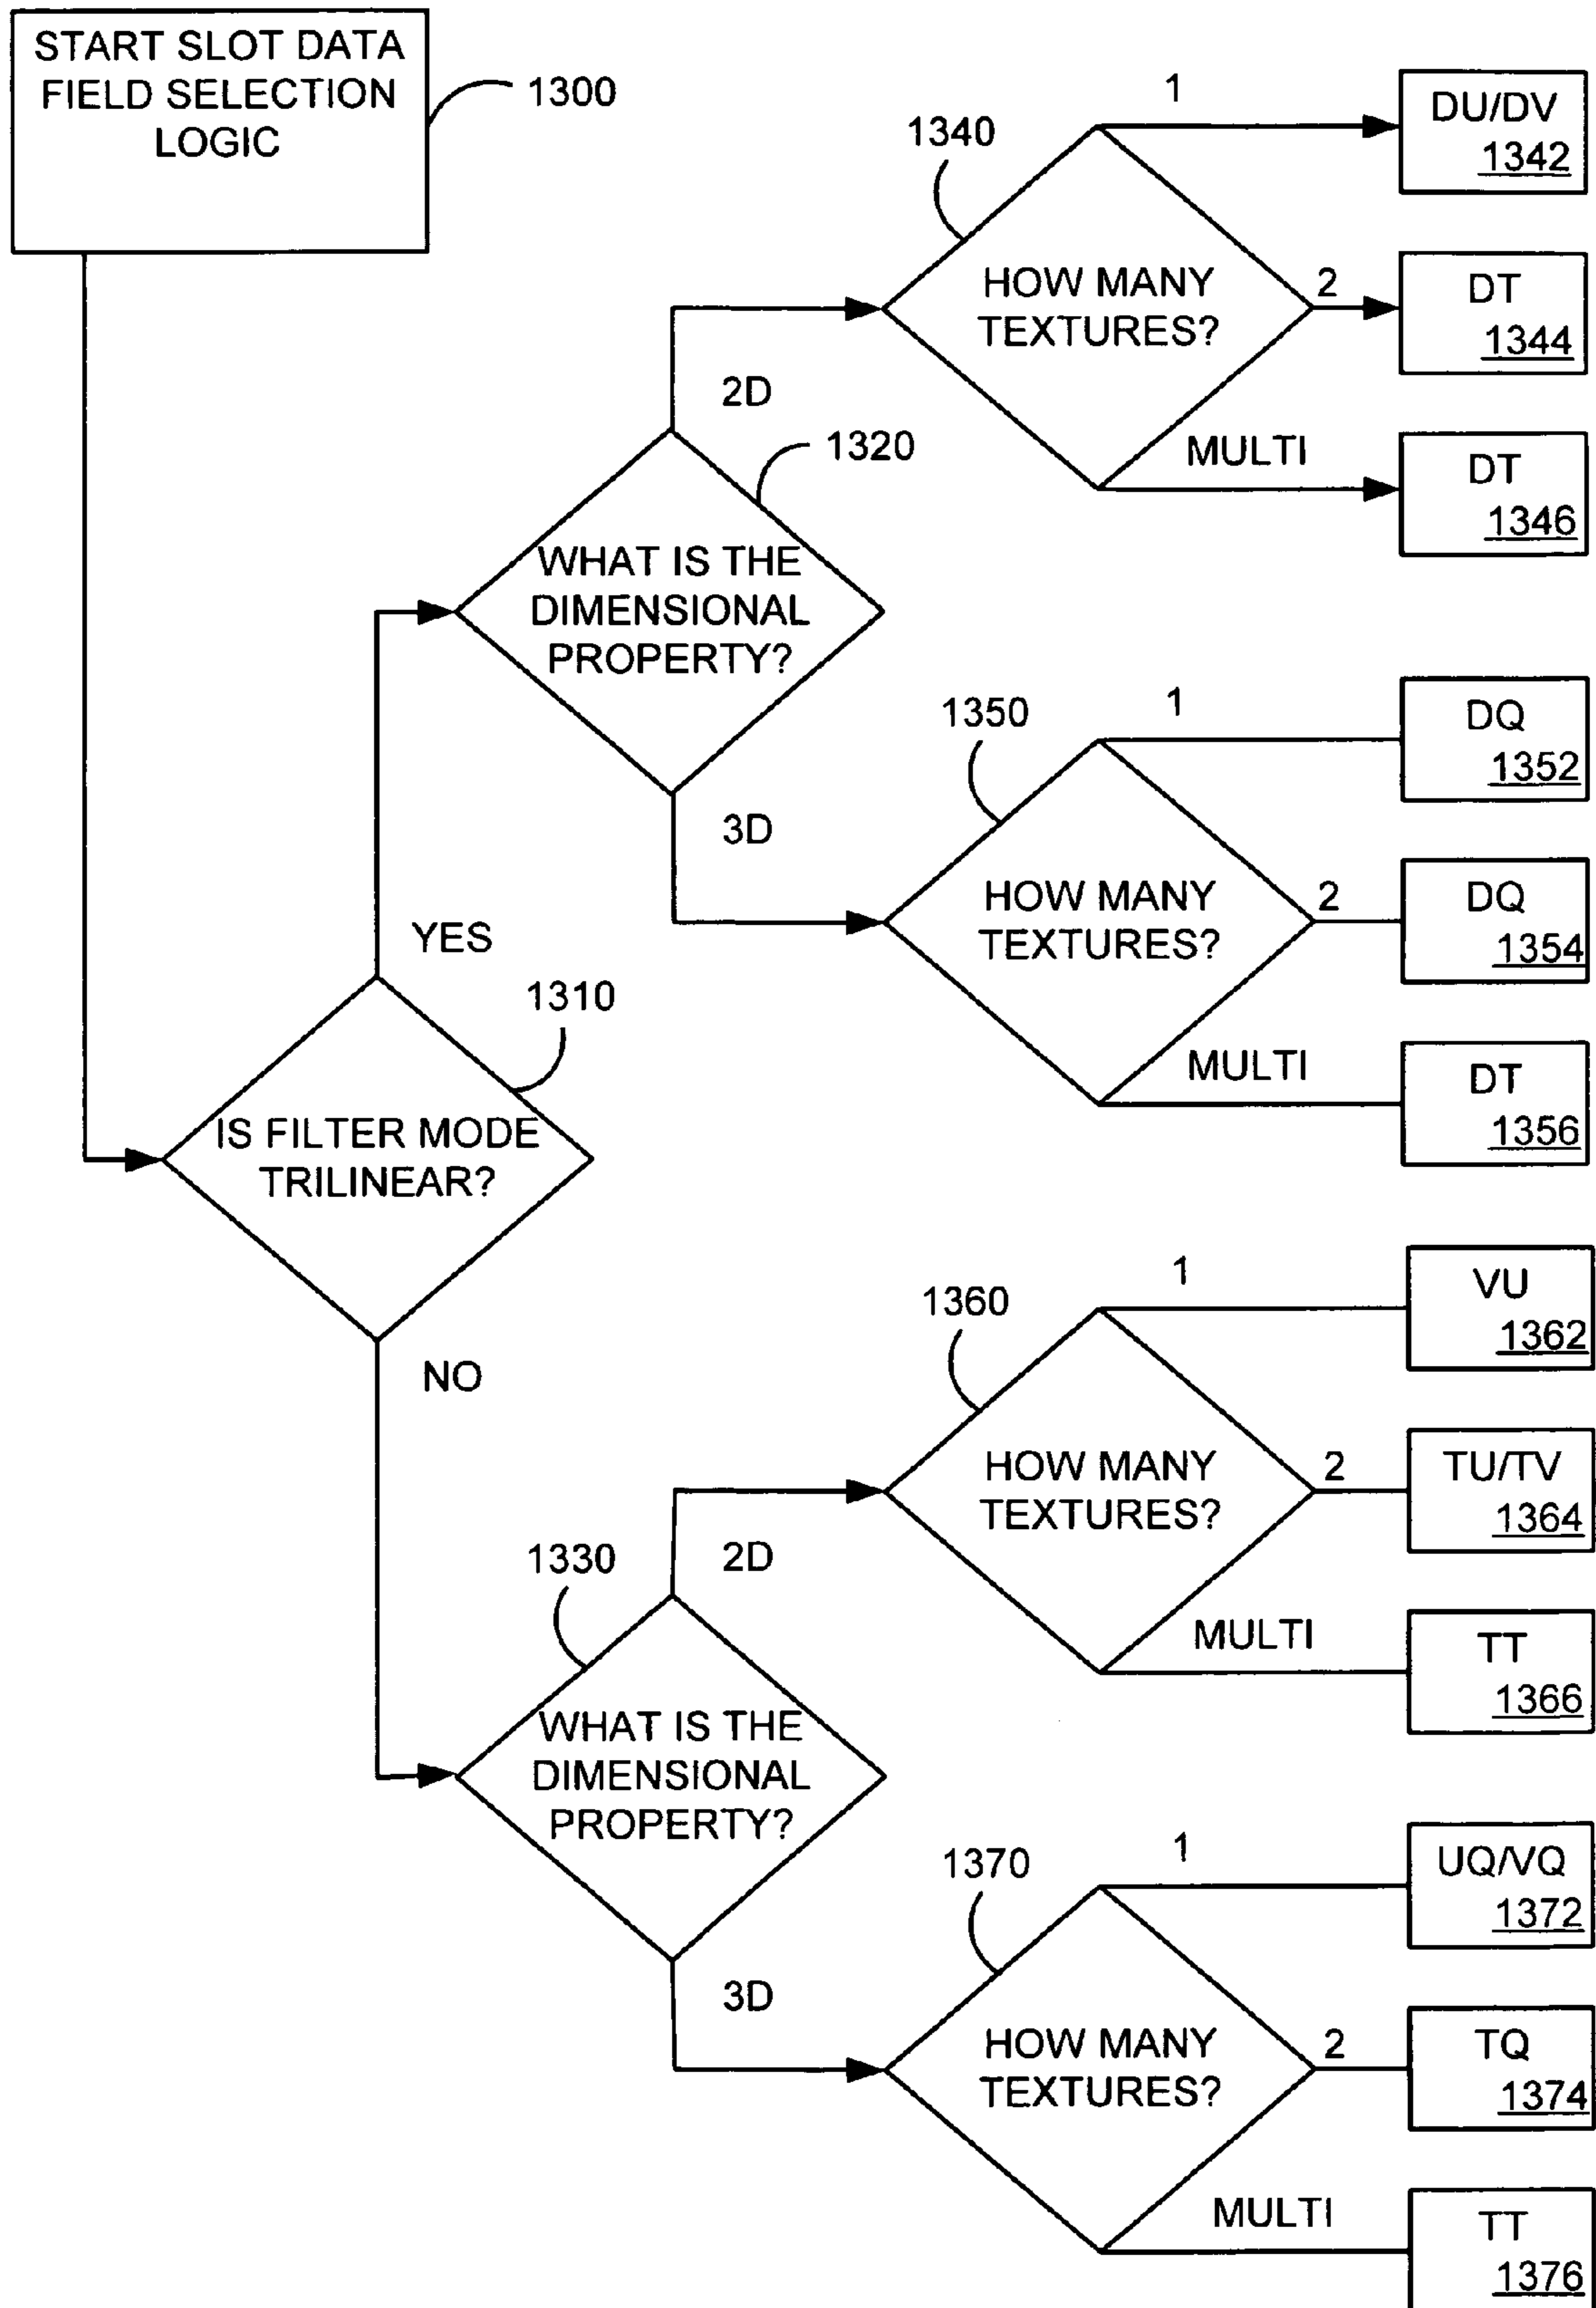 START SLOT DATA
FIELD SELECTION
LOGIC
1300
1
DU/DV
1342
1340
HOW MANY
TEXTURES?
2
DT
1344
2D
MULTI
DT
1346
1320
WHAT IS THE
DIMENSIONAL
PROPERTY?
1
DQ
1352
1350
3D
HOW MANY
TEXTURES?
2
DQ
1354
YES
MULTI
DT
1356
1310
IS FILTER MODE
TRILINEAR?
1
VU
1362
1360
NO
HOW MANY
TEXTURES?
2
TU/TV
1364
2D
1330
MULTI
TT
1366
WHAT IS THE
DIMENSIONAL
PROPERTY?
1
UQ/VQ
1372
1370
3D
HOW MANY
TEXTURES?
2
TQ
1374
MULTI
TT
1376